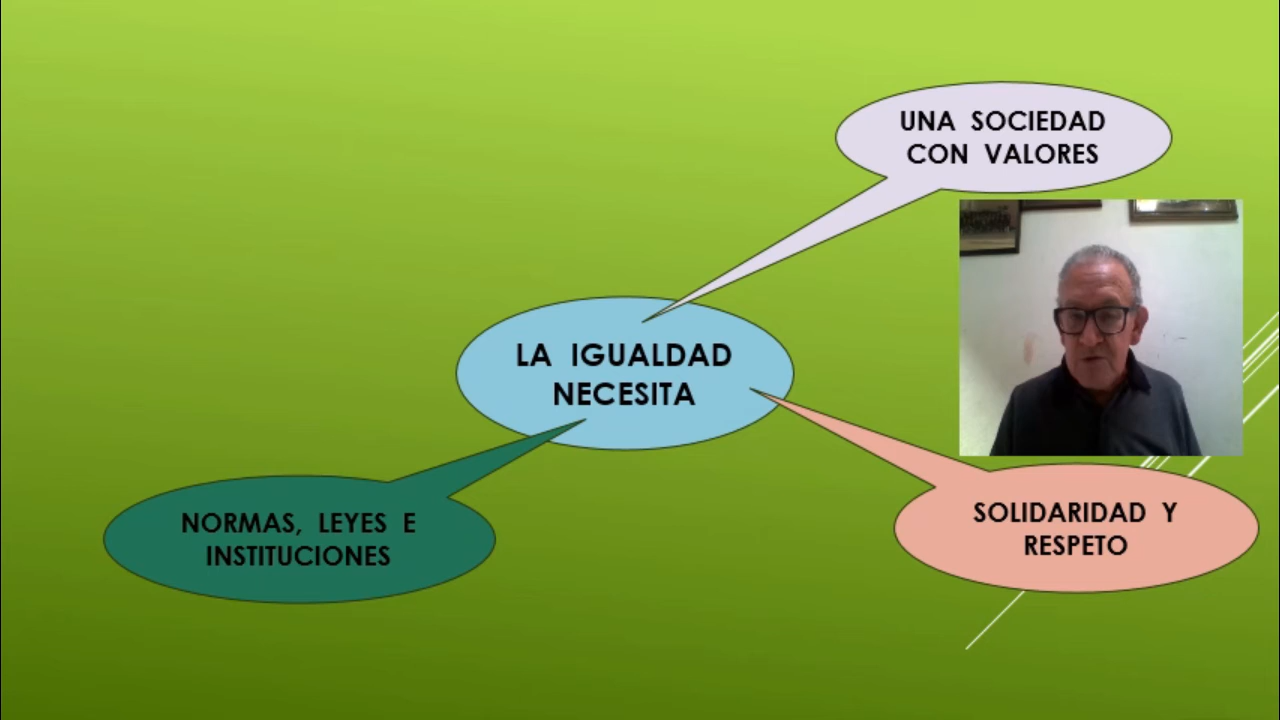 UNA SOCIEDAD
CON VALORES
LA IGUALDAD
NECESITA
NORMAS, LEYES E
INSTITUCIONES
SOLIDARIDAD Y
RESPETO